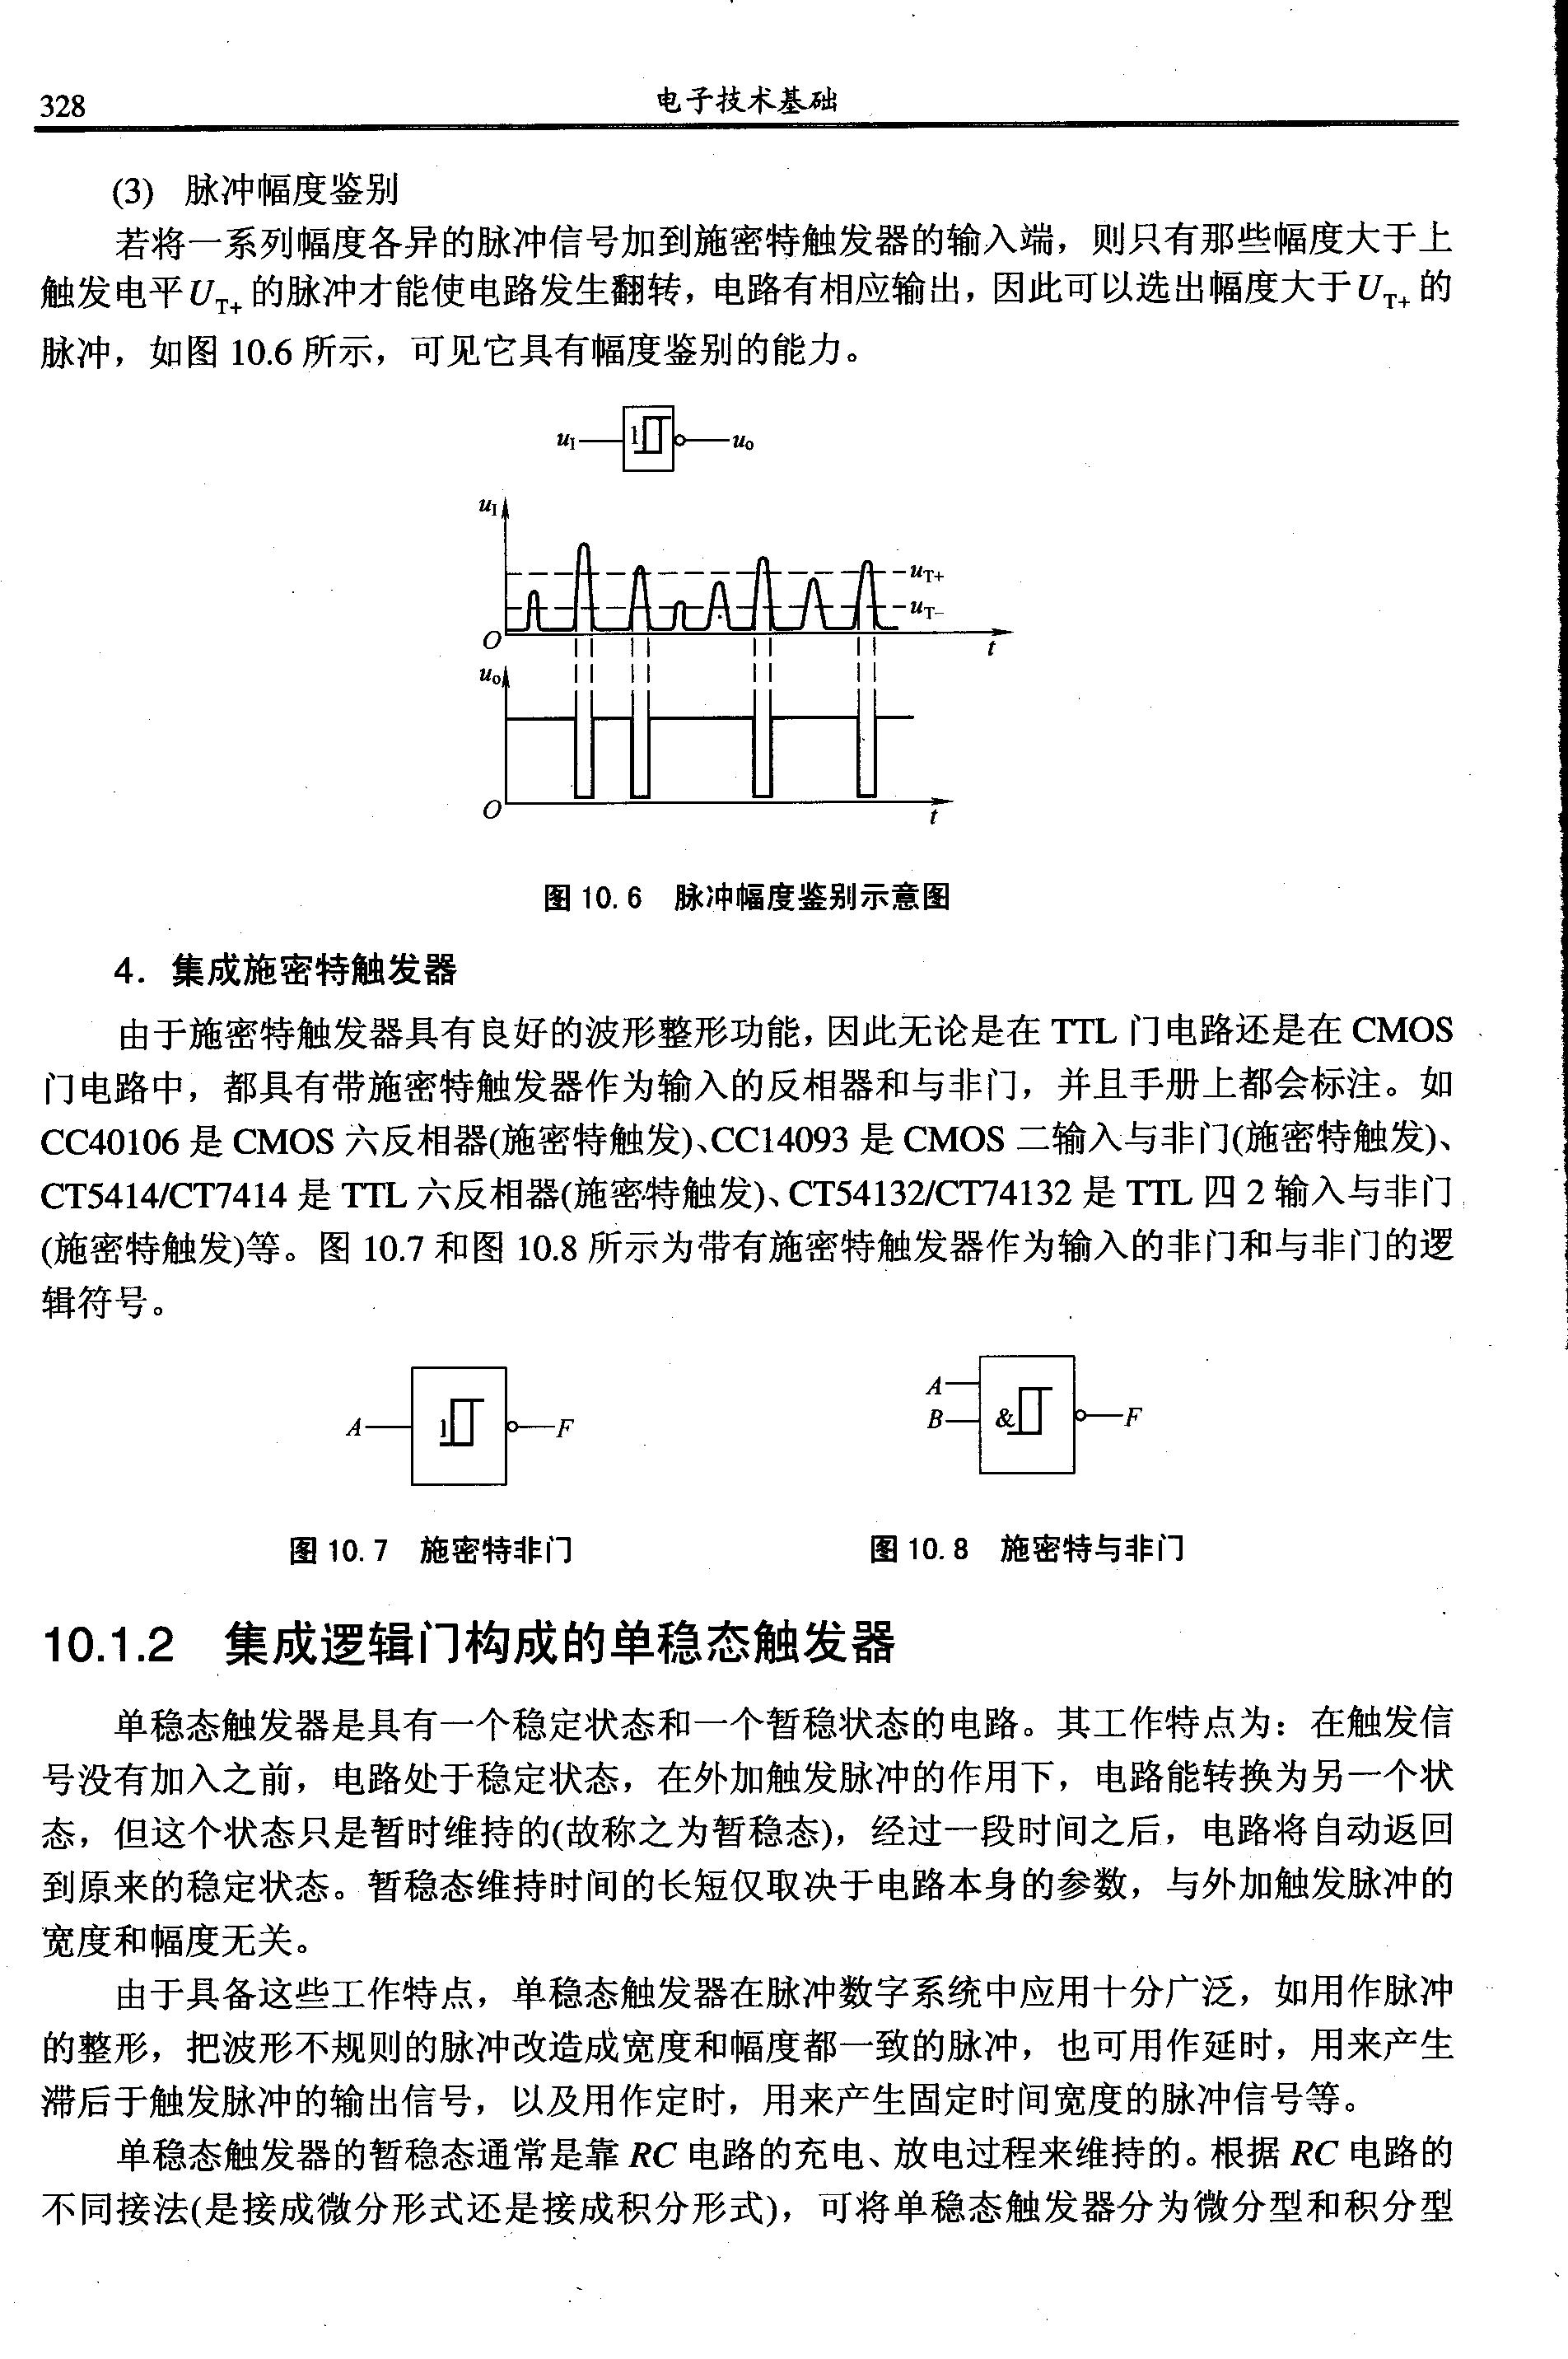 328
电子技术基础
(3) 脉冲幅度鉴别
若将一系列幅度各异的脉冲信号加到施密特触发器的输入端，则只有那些幅度大于上
触发电平U_T+ 的脉冲才能使电路发生翻转，电路有相应输出，因此可以选出幅度大于U_T+ 的
脉冲，如图 10.6 所示，可见它具有幅度鉴别的能力。
u_I 1 u_o
u_I
u_T+
u_T-
O
t
u_o
O
t
图 10.6 脉冲幅度鉴别示意图
4. 集成施密特触发器
由于施密特触发器具有良好的波形整形功能，因此无论是在 TTL 门电路还是在 CMOS
门电路中，都具有带施密特触发器作为输入的反相器和与非门，并且手册上都会标注。如
CC40106 是 CMOS 六反相器(施密特触发)、CC14093 是 CMOS 二输入与非门(施密特触发)、
CT5414/CT7414 是 TTL 六反相器(施密特触发)、CT54132/CT74132 是 TTL 四 2 输入与非门
(施密特触发)等。图 10.7 和图 10.8 所示为带有施密特触发器作为输入的非门和与非门的逻
辑符号。
A 1 F
A
B & F
图 10.7 施密特非门
图 10.8 施密特与非门
10.1.2 集成逻辑门构成的单稳态触发器
单稳态触发器是具有一个稳定状态和一个暂稳状态的电路。其工作特点为：在触发信
号没有加入之前，电路处于稳定状态，在外加触发脉冲的作用下，电路能转换为另一个状
态，但这个状态只是暂时维持的(故称之为暂稳态)，经过一段时间之后，电路将自动返回
到原来的稳定状态。暂稳态维持时间的长短仅取决于电路本身的参数，与外加触发脉冲的
宽度和幅度无关。
由于具备这些工作特点，单稳态触发器在脉冲数字系统中应用十分广泛，如用作脉冲
的整形，把波形不规则的脉冲改造成宽度和幅度都一致的脉冲，也可用作延时，用来产生
滞后于触发脉冲的输出信号，以及用作定时，用来产生固定时间宽度的脉冲信号等。
单稳态触发器的暂稳态通常是靠 RC 电路的充电、放电过程来维持的。根据 RC 电路的
不同接法(是接成微分形式还是接成积分形式)，可将单稳态触发器分为微分型和积分型